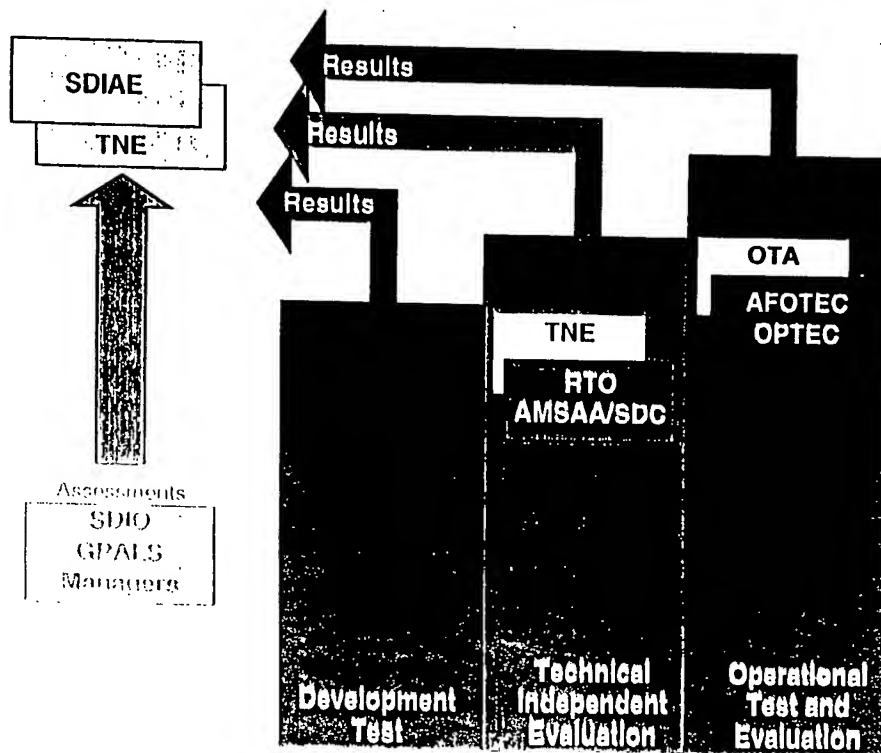 SDIAE
TNE
Assessments
SDIO
GPALS
Managers
Results
Results
Results
Development
Test
TNE
RTO
AMSAA/SDC
Technical
Independent
Evaluation
OTA
AFOTEC
OPTEC
Operational
Test and
Evaluation